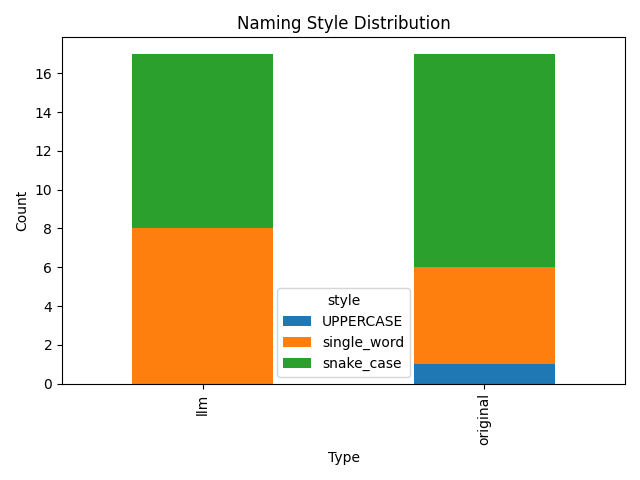 Naming Style Distribution
Count
16
14
12
10
8
6
4
2
0
style
UPPERCASE
single_word
snake_case
llm
original
Type